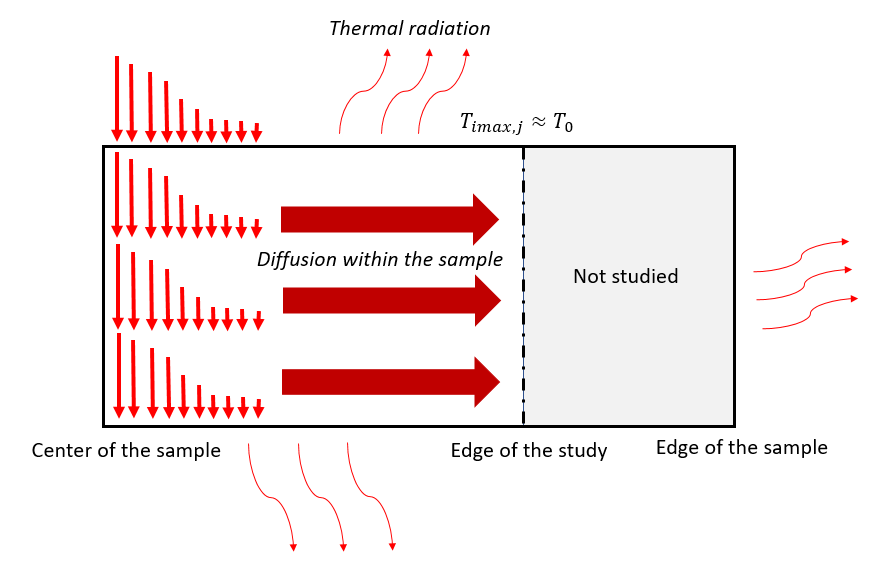 Thermal radiation
T_{imax,j} ≈ T_0
Diffusion within the sample
Not studied
Center of the sample
Edge of the study
Edge of the sample